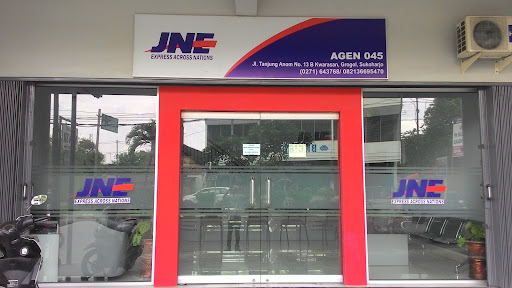 JNE
EXPRESS ACROSS NATIONS
AGEN 045
Jl. Tanjung Anom No. 13 B Kwarasan, Grogol, Sukoharjo
(0271) 643768/ 082136695470
JNE
EXPRESS ACROSS NATIONS
JNE
EXPRESS ACROSS NATIONS